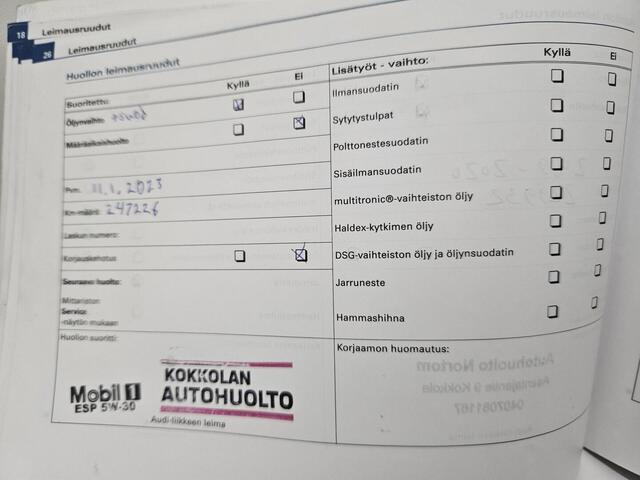 18 Leimausruudut
26 Leimausruudut
Huollon leimausruudut
Kyllä Ei
Suoritettu:
Öljynvaihto +suod
Määräaikaishuolto
Pvm. 11.1.2023
Km-määrä: 247226
Laskun numero:
Korjauskehotus
Seuraava huolto:
Mittariston
Service
-näytön mukaan
Huollon suoritti:
Mobil 1
ESP 5W-30
KOKKOLAN
AUTOHUOLTO
Audi-liikkeen leima
Lisätyöt - vaihto: Kyllä Ei
Ilmansuodatin
Sytytystulpat
Polttonestesuodatin
Sisäilmansuodatin
multitronic®-vaihteiston öljy
Haldex-kytkimen öljy
DSG-vaihteiston öljy ja öljynsuodatin
Jarruneste
Hammashihna
Korjaamon huomautus: